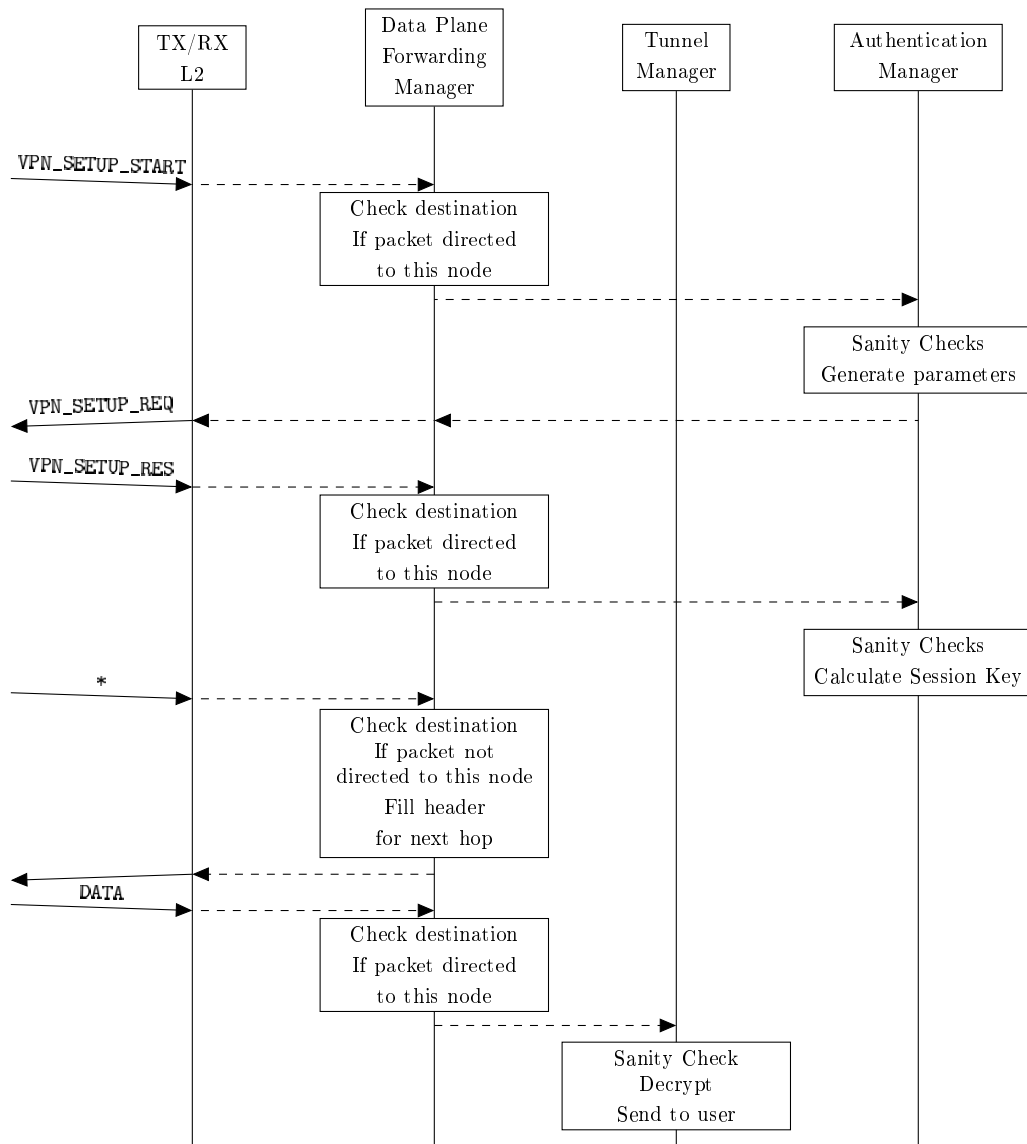 TX/RX
L2
Data Plane
Forwarding
Manager
Tunnel
Manager
Authentication
Manager
VPN_SETUP_START
Check destination
If packet directed
to this node
Sanity Checks
Generate parameters
VPN_SETUP_REQ
VPN_SETUP_RES
Check destination
If packet directed
to this node
Sanity Checks
Calculate Session Key
*
Check destination
If packet not
directed to this node
Fill header
for next hop
DATA
Check destination
If packet directed
to this node
Sanity Check
Decrypt
Send to user